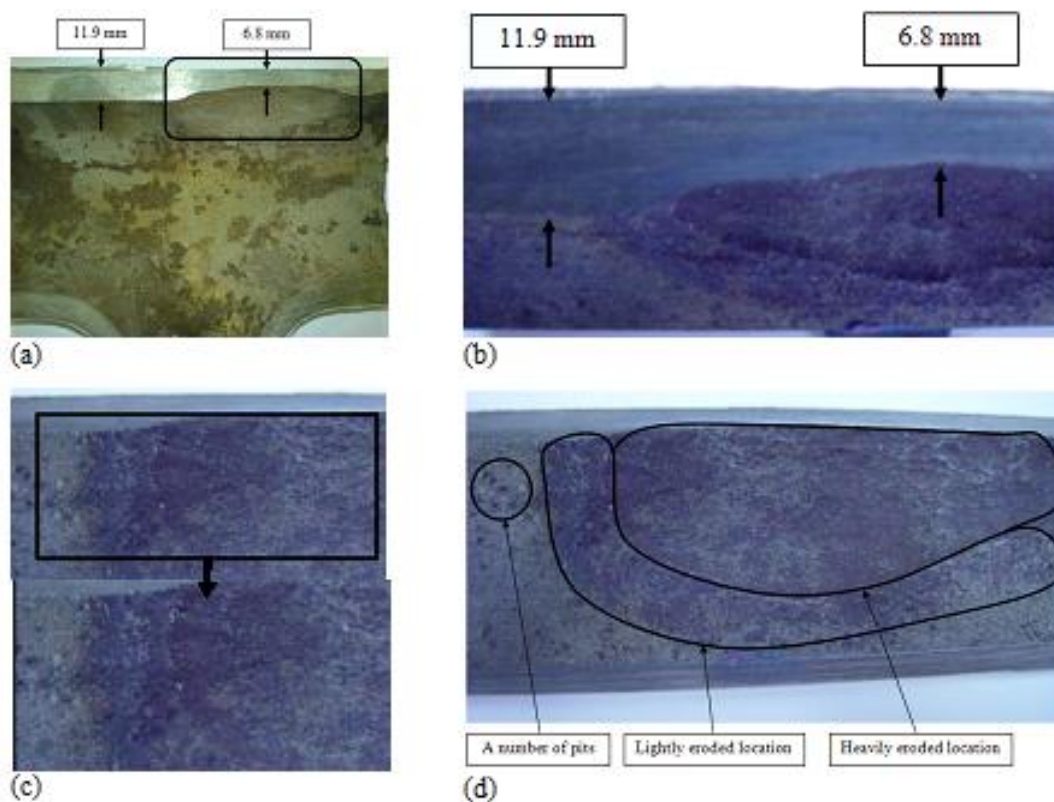 11.9 mm
6.8 mm
(a)
11.9 mm
6.8 mm
(b)
(c)
A number of pits
Lightly eroded location
Heavily eroded location
(d)